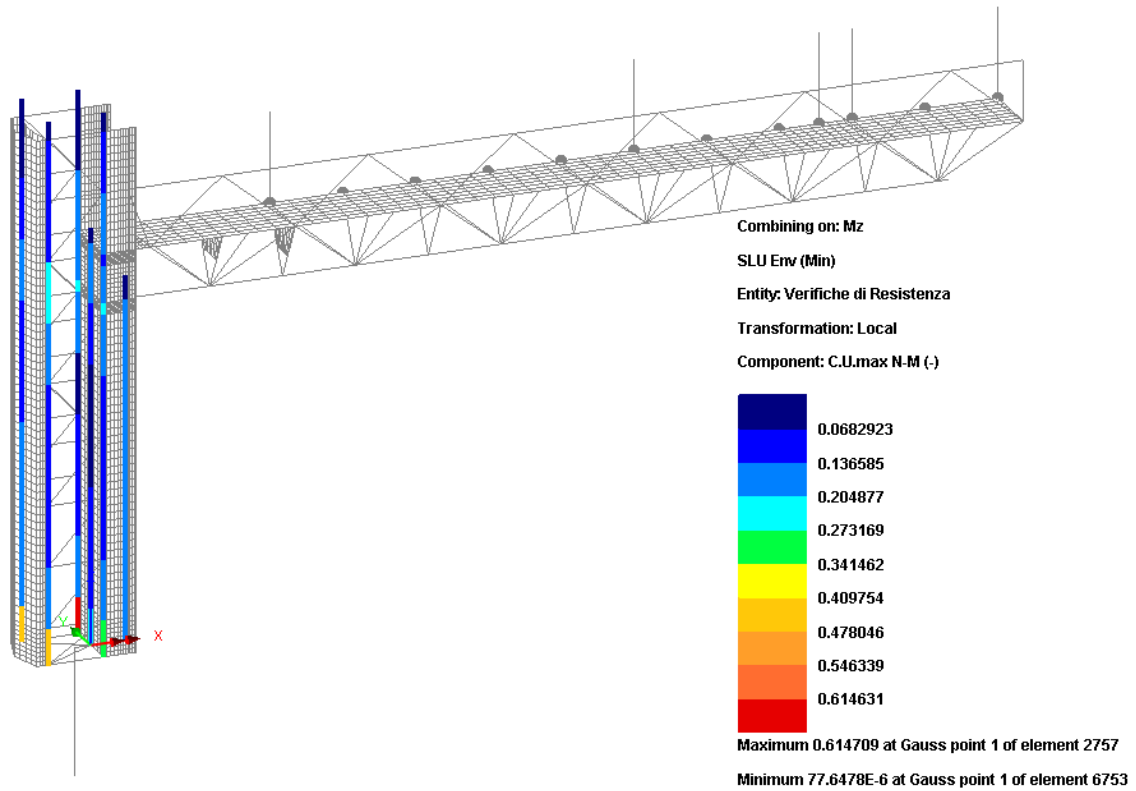 Combining on: Mz
SLU Env (Min)
Entity: Verifiche di Resistenza
Transformation: Local
Component: C.U.max N-M (-)
0.0682923
0.136585
0.204877
0.273169
0.341462
0.409754
0.478046
0.546339
0.614631
Y
X
Maximum 0.614709 at Gauss point 1 of element 2757
Minimum 77.6478E-6 at Gauss point 1 of element 6753